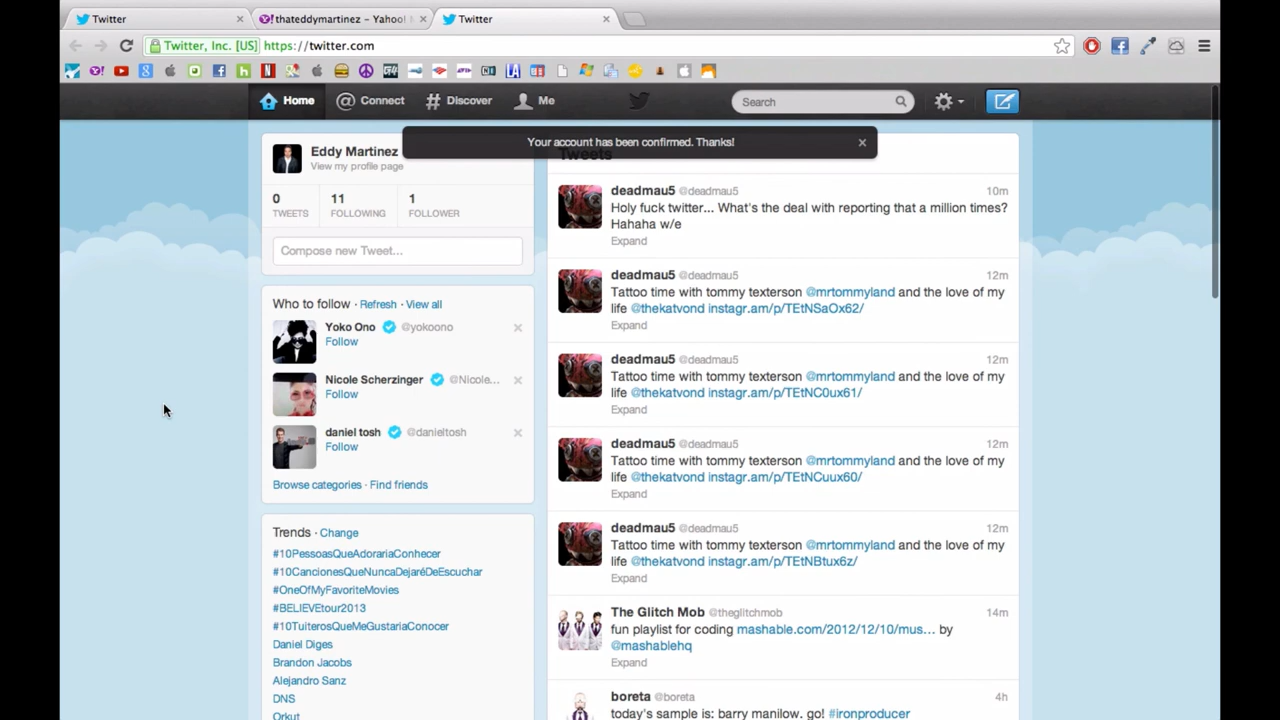 Twitter
thateddymartinez – Yahoo!
Twitter
Twitter, Inc. [US] https://twitter.com
Home
Connect
Discover
Me
Search
Your account has been confirmed. Thanks!
Eddy Martinez
View my profile page
0
TWEETS
11
FOLLOWING
1
FOLLOWER
Compose new Tweet...
Who to follow · Refresh · View all
Yoko Ono @yokoono
Follow
Nicole Scherzinger @Nicole...
Follow
daniel tosh @danieltosh
Follow
Browse categories · Find friends
Trends · Change
#10PessoasQueAdorariaConhecer
#10CancionesQueNuncaDejaréDeEscuchar
#OneOfMyFavoriteMovies
#BELIEVEtour2013
#10TuiterosQueMeGustariaConocer
Daniel Diges
Brandon Jacobs
Alejandro Sanz
DNS
Orkut
Tweets
deadmau5 @deadmau5 10m
Holy fuck twitter... What's the deal with reporting that a million times?
Hahaha w/e
Expand
deadmau5 @deadmau5 12m
Tattoo time with tommy texterson @mrtommyland and the love of my
life @thekatvond instagr.am/p/TEtNSaOx62/
Expand
deadmau5 @deadmau5 12m
Tattoo time with tommy texterson @mrtommyland and the love of my
life @thekatvond instagr.am/p/TEtNC0ux61/
Expand
deadmau5 @deadmau5 12m
Tattoo time with tommy texterson @mrtommyland and the love of my
life @thekatvond instagr.am/p/TEtNCuux60/
Expand
deadmau5 @deadmau5 12m
Tattoo time with tommy texterson @mrtommyland and the love of my
life @thekatvond instagr.am/p/TEtNBtux6z/
Expand
The Glitch Mob @theglitchmob 14m
fun playlist for coding mashable.com/2012/12/10/mus... by
@mashablehq
Expand
boreta @boreta 4h
today's sample is: barry manilow. go! #ironproducer